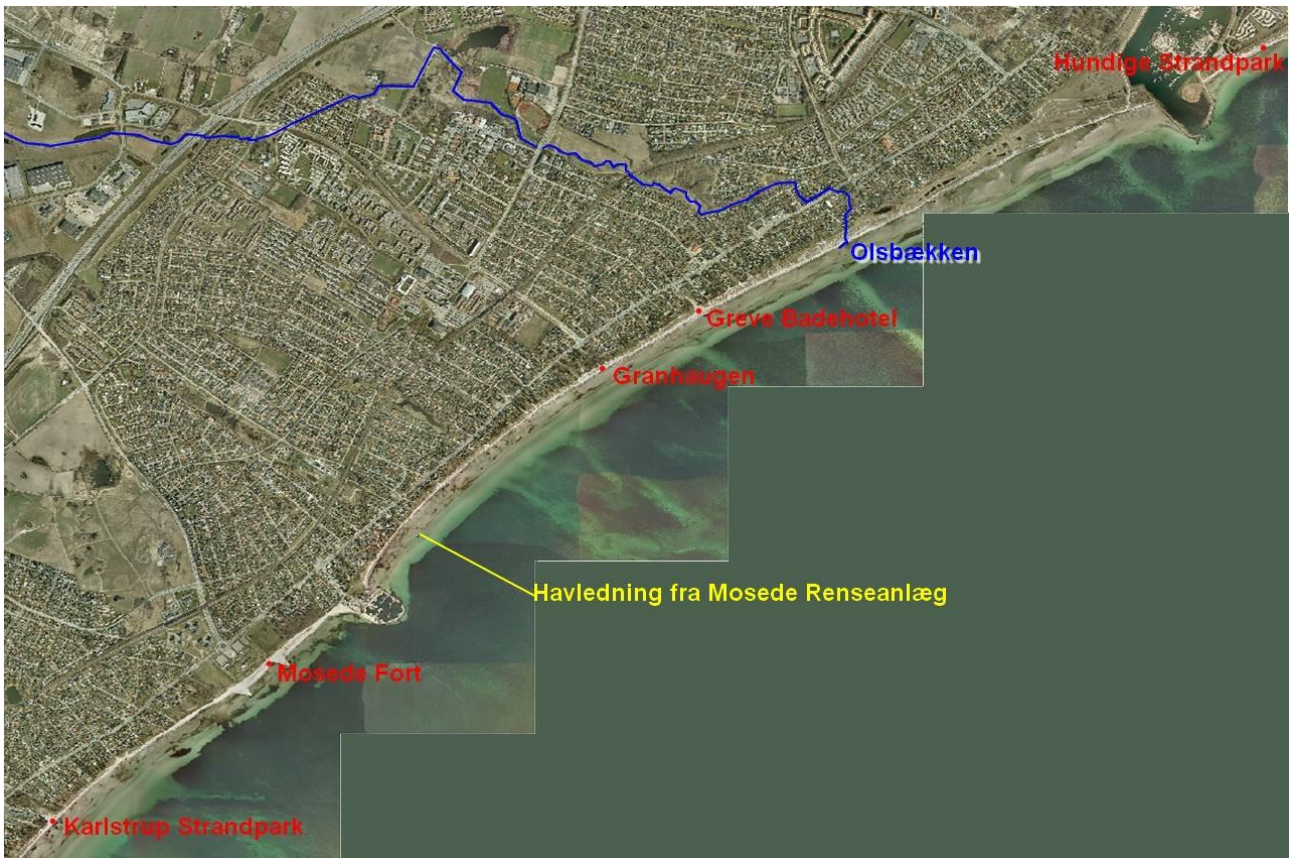 Hundige Strandpark
Olsbækken
Greve Badehotel
Granhaugen
Havledning fra Mosede Renseanlæg
Mosede Fort
Karlstrup Strandpark